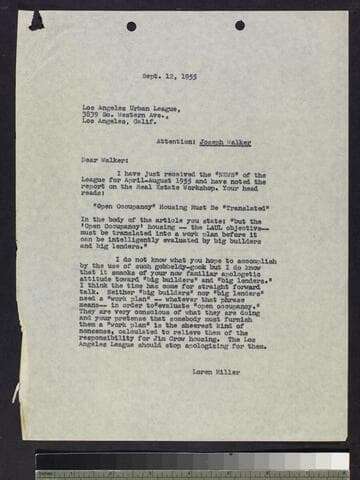 Sept. 12, 1955
Los Angeles Urban League,
3839 So. Western Ave.,
Los Angeles, Calif.
Attention: Joseph Walker
Dear Walker:
I have just received the "NEWS" of the
League for April-August 1955 and have noted the
report on the Real Estate Workshop. Your head
reads:
"Open Occupancy" Housing Must Be "Translated"
In the body of the article you state: "but the
'Open Occupancy' housing -- the LAUL objective--
must be translated into a work plan before it
can be intelligently evaluated by big builders
and big lenders."
I do not know what you hope to accomplish
by the use of such gobbeldy-gook but I do know
that it smacks of your now familiar apologetic
attitude toward "big builders" and "big lenders."
I think the time has come for straight forward
talk. Neither "big builders" nor "big lenders"
need a "work plan" -- whatever that phrase
means-- in order to "evaluate "open occupancy."
They are very conscious of what they are doing
and your pretense that somebody must furnish
them a "work plan" is the sheerest kind of
nonsense, calculated to relieve them of the
responsibility for Jim Crow housing. The Los
Angeles League should stop apologizing for them.
Loren Miller